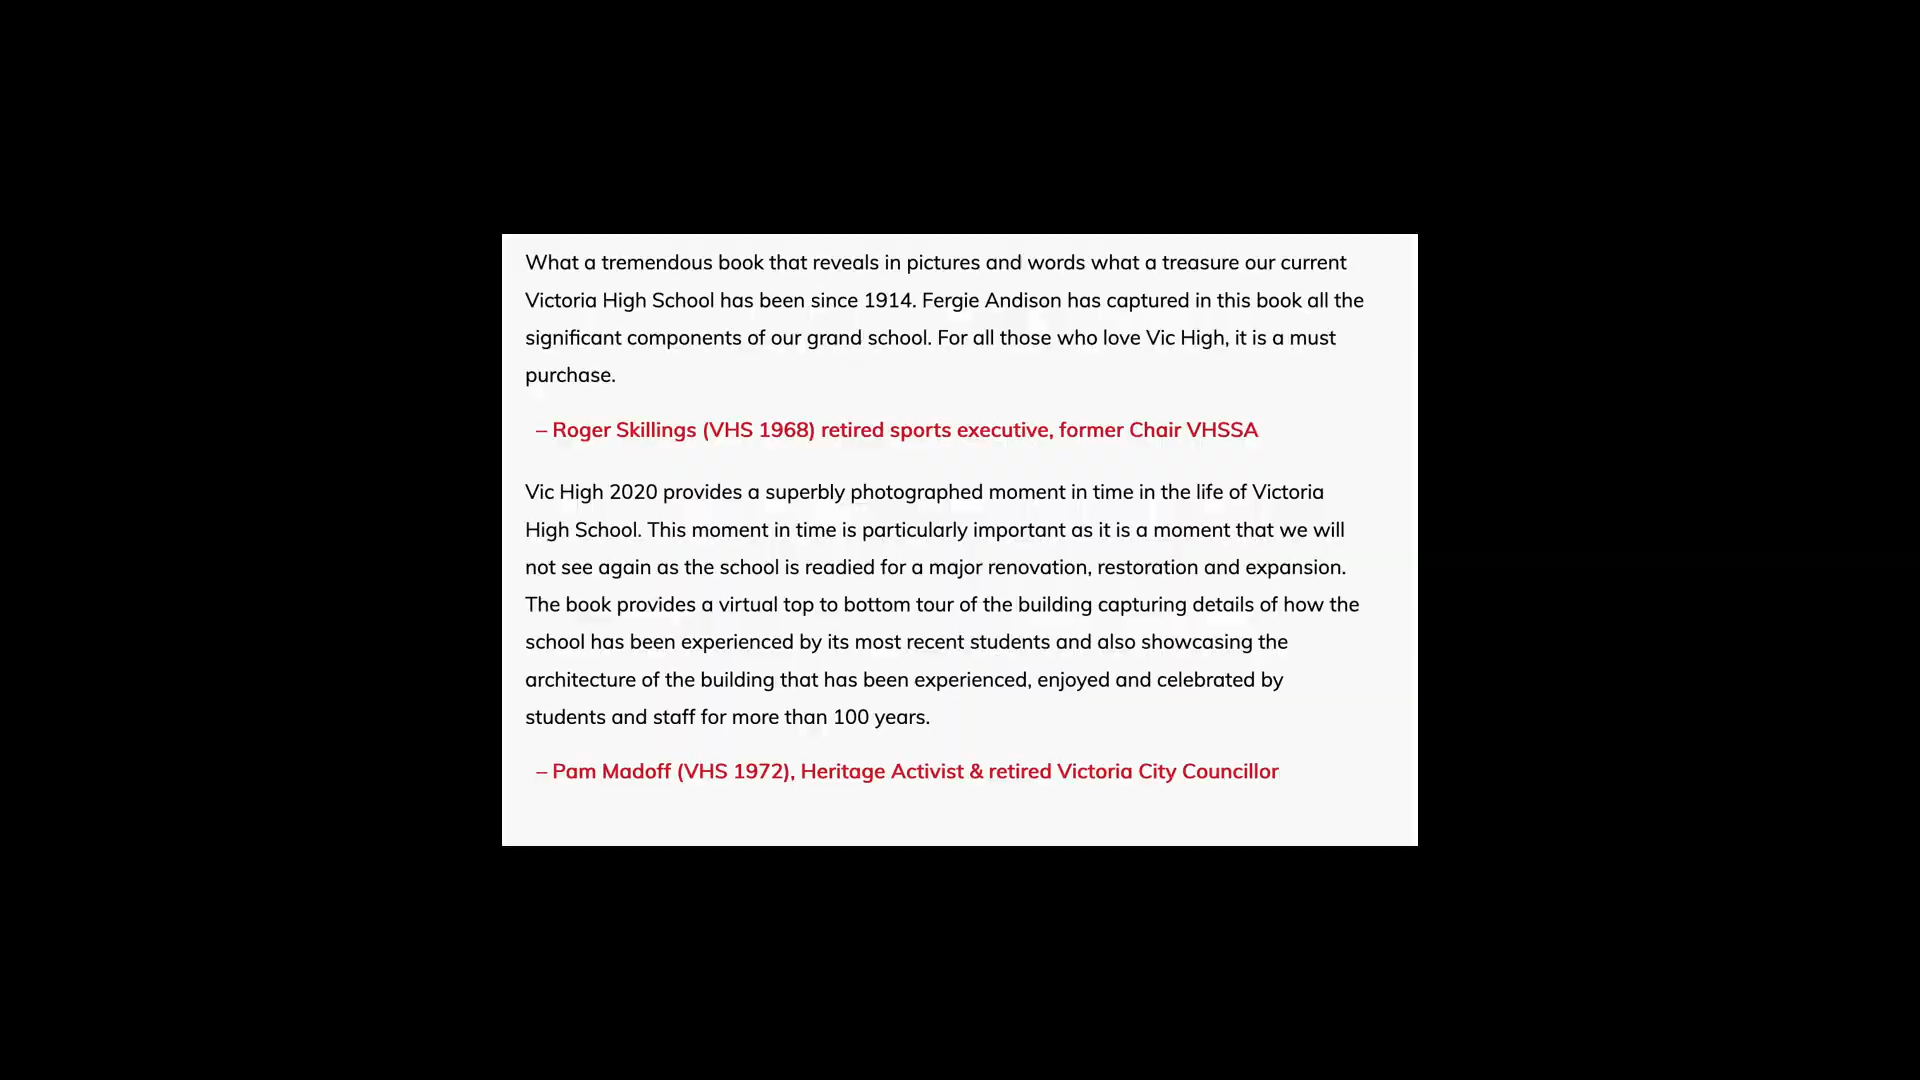 What a tremendous book that reveals in pictures and words what a treasure our current
Victoria High School has been since 1914. Fergie Andison has captured in this book all the
significant components of our grand school. For all those who love Vic High, it is a must
purchase.
– Roger Skillings (VHS 1968) retired sports executive, former Chair VHSSA
Vic High 2020 provides a superbly photographed moment in time in the life of Victoria
High School. This moment in time is particularly important as it is a moment that we will
not see again as the school is readied for a major renovation, restoration and expansion.
The book provides a virtual top to bottom tour of the building capturing details of how the
school has been experienced by its most recent students and also showcasing the
architecture of the building that has been experienced, enjoyed and celebrated by
students and staff for more than 100 years.
– Pam Madoff (VHS 1972), Heritage Activist & retired Victoria City Councillor